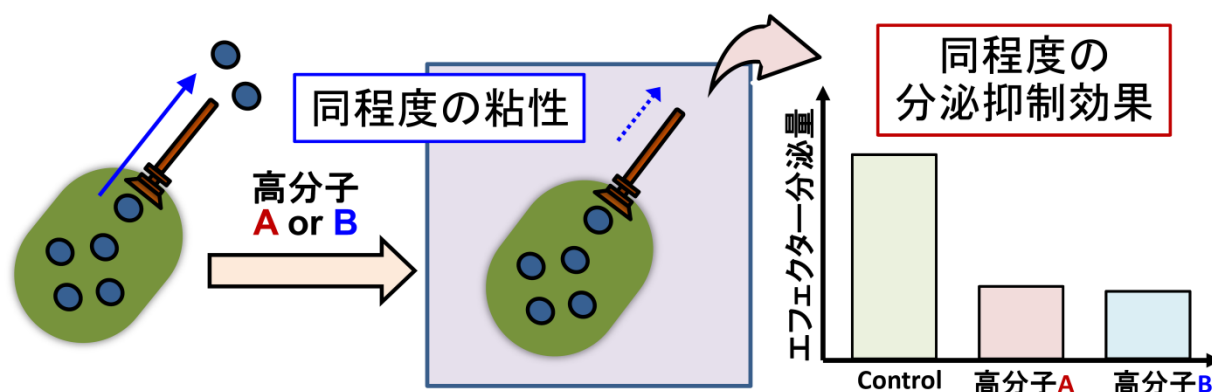 同程度の粘性
高分子
A or B
同程度の
分泌抑制効果
エフェクター分泌量
Control
高分子A
高分子B